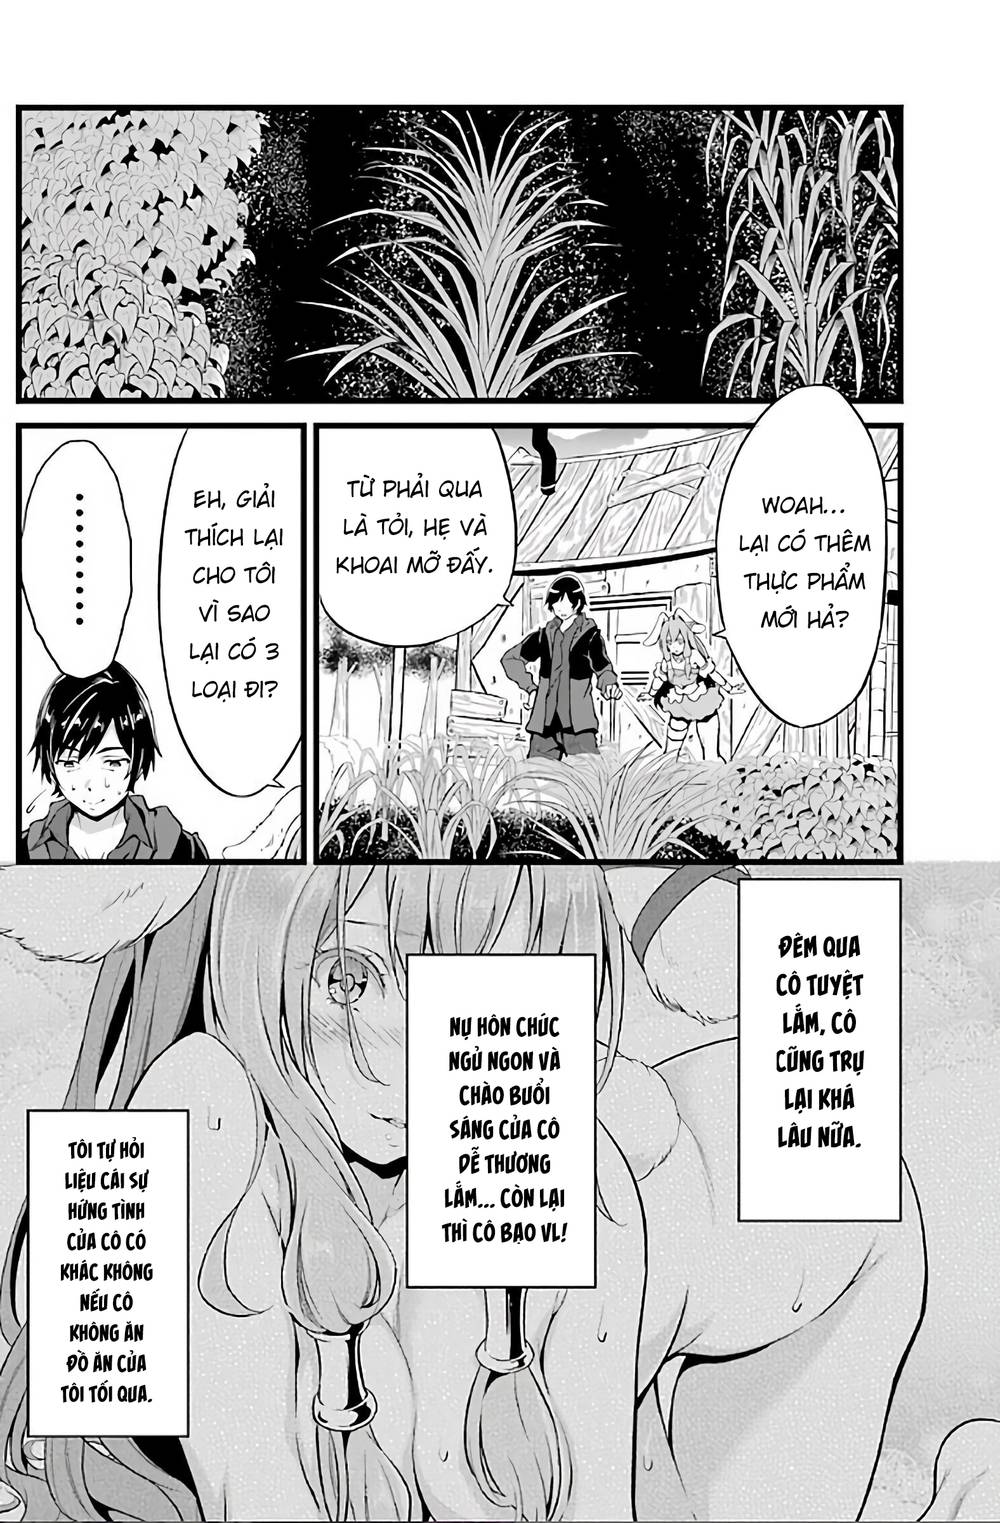 WOAH...
LẠI CÓ THÊM
THỰC PHẨM
MỚI HẢ?
TỪ PHẢI QUA
LÀ TỎI, HẸ VÀ
KHOAI MỠ ĐẤY.
EH, GIẢI
THÍCH LẠI
CHO TÔI
VÌ SAO
LẠI CÓ 3
LOẠI ĐI?
.........
ĐÊM QUA
CÔ TUYỆT
LẮM, CÔ
CŨNG TRỤ
LẠI KHÁ
LÂU NỮA.
NỤ HÔN CHÚC
NGỦ NGON VÀ
CHÀO BUỔI
SÁNG CỦA CÔ
DỄ THƯƠNG
LẮM... CÒN LẠI
THÌ CÔ BẠO VL!
TÔI TỰ HỎI
LIỆU CÁI SỰ
HỨNG TÌNH
CỦA CÔ CÓ
KHÁC KHÔNG
NẾU CÔ
KHÔNG ĂN
ĐỒ ĂN CỦA
TÔI TỐI QUA.